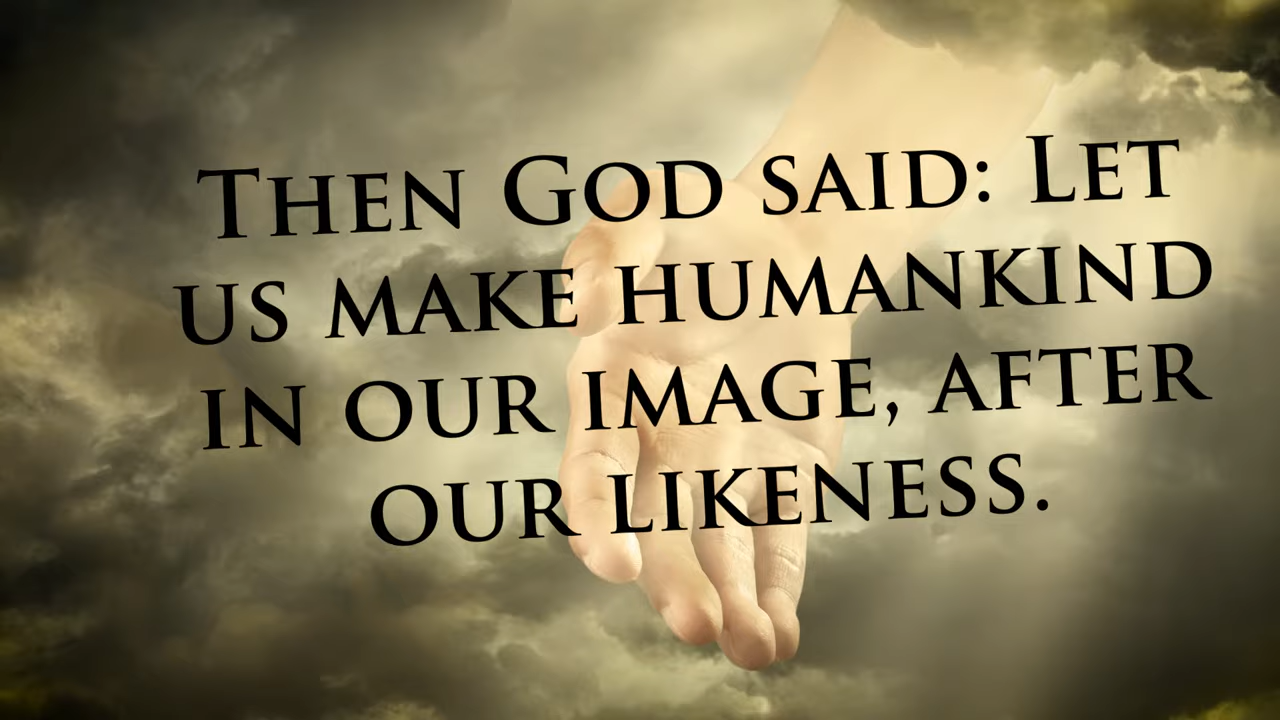 Then God said: Let
us make humankind
in our image, after
our likeness.